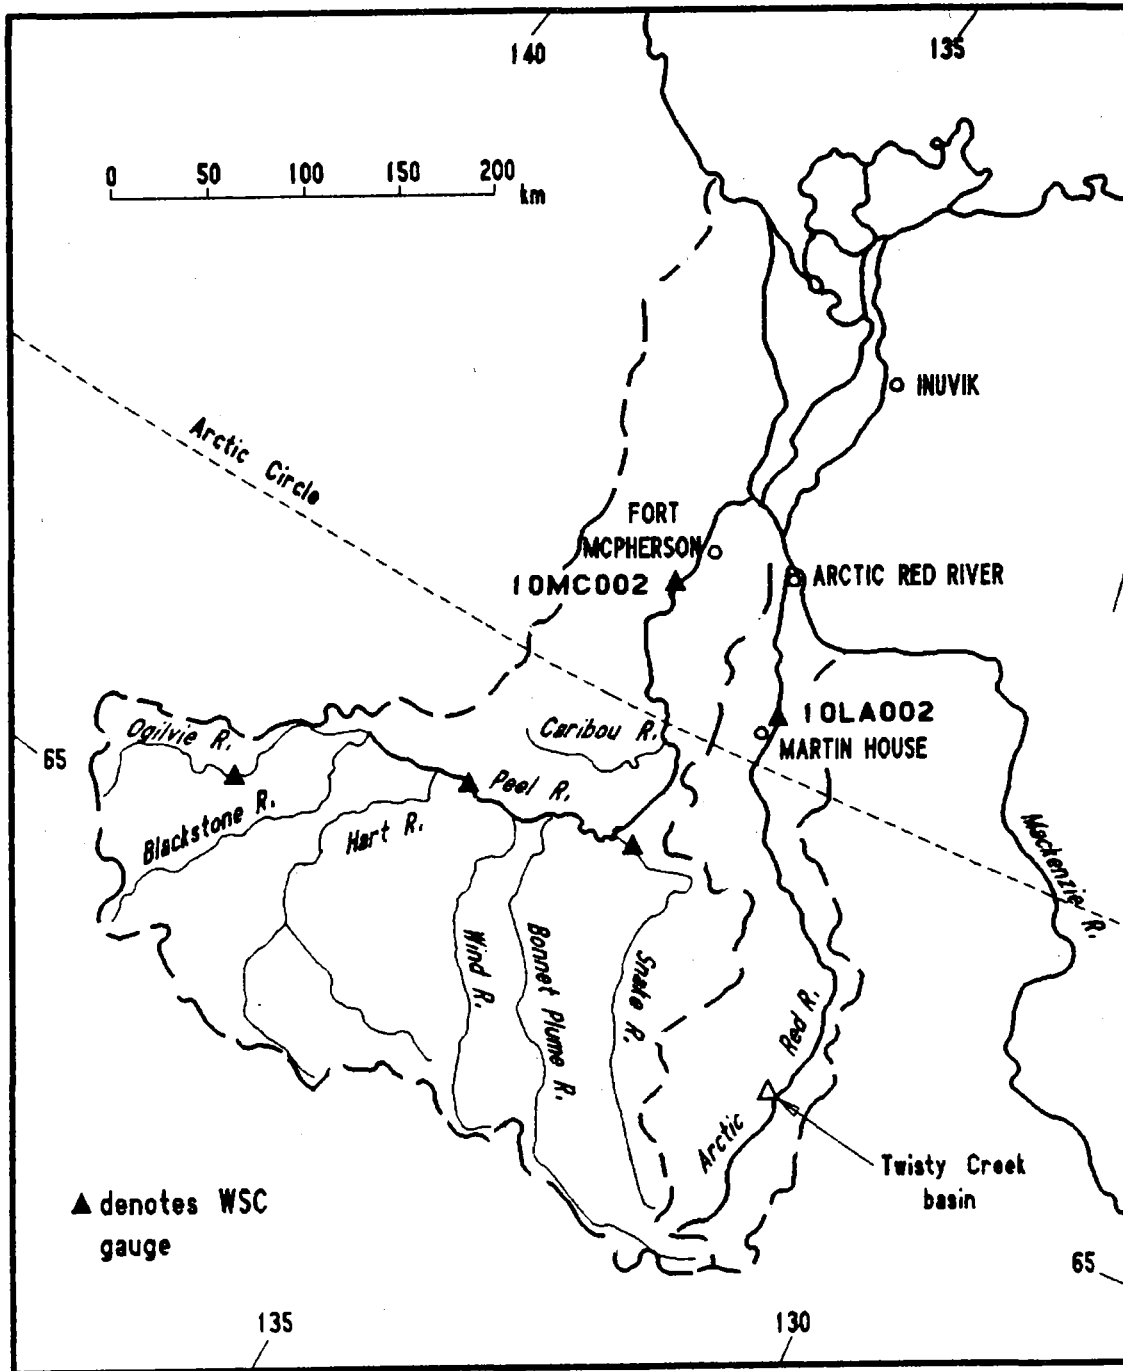 140
135
0 50 100 150 200
km
INUVIK
Arctic Circle
FORT
MCPHERSON
10MC002
ARCTIC RED RIVER
10LA002
MARTIN HOUSE
Ogilvie R.
Caribou R.
65
Peel R.
Blackstone R.
Hart R.
Mackenzie R.
Wind R.
Bonnet Plume R.
Snake R.
Arctic Red R.
Twisty Creek
basin
denotes WSC
gauge
65
135
130